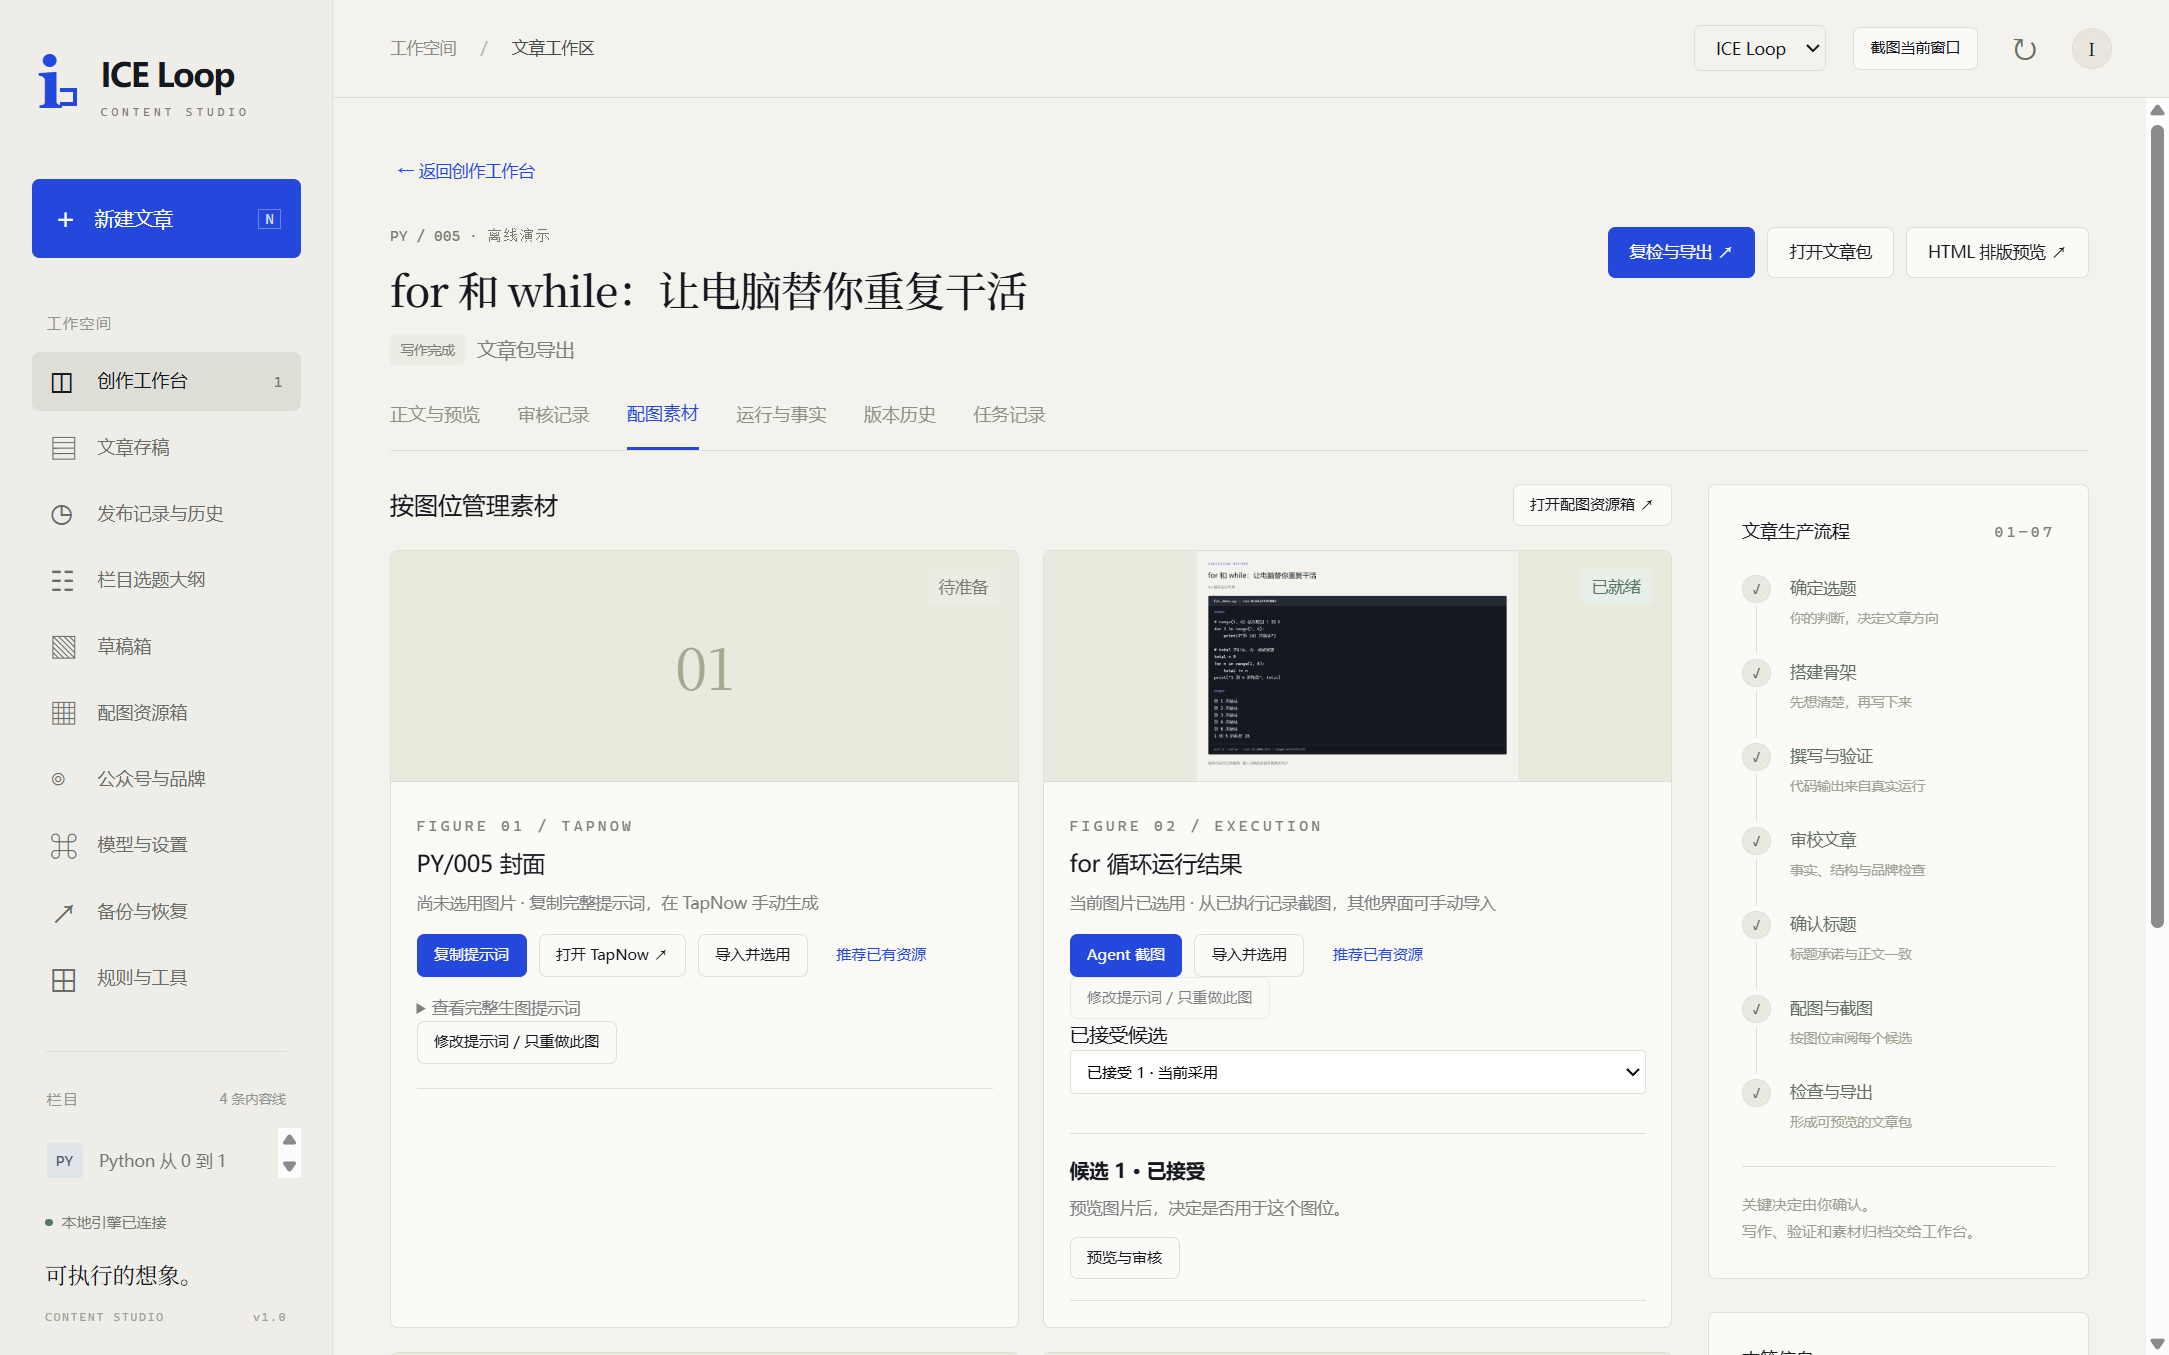 ICE Loop
CONTENT STUDIO
+ 新建文章 N
工作空间
创作工作台 1
文章存稿
发布记录与历史
栏目选题大纲
草稿箱
配图资源箱
公众号与品牌
模型与设置
备份与恢复
规则与工具
栏目 4 条内容线
PY Python 从 0 到 1
本地引擎已连接
可执行的想象。
CONTENT STUDIO v1.0
工作空间 / 文章工作区
ICE Loop
截图当前窗口
I
← 返回创作工作台
PY / 005 · 离线演示
for 和 while：让电脑替你重复干活
写作完成 文章包导出
复检与导出 ↗
打开文章包
HTML 排版预览 ↗
正文与预览 审核记录 配图素材 运行与事实 版本历史 任务记录
按图位管理素材
打开配图资源箱 ↗
01
待准备
FIGURE 01 / TAPNOW
PY/005 封面
尚未选用图片 · 复制完整提示词，在 TapNow 手动生成
复制提示词 打开 TapNow ↗ 导入并选用 推荐已有资源
▶ 查看完整生图提示词
修改提示词 / 只重做此图
已就绪
for 和 while：让电脑替你重复干活
FIGURE 02 / EXECUTION
for 循环运行结果
当前图片已选用 · 从已执行记录截图，其他界面可手动导入
Agent 截图 导入并选用 推荐已有资源
修改提示词 / 只重做此图
已接受候选
已接受 1 · 当前采用
候选 1 · 已接受
预览图片后，决定是否用于这个图位。
预览与审核
文章生产流程 01—07
确定选题
你的判断，决定文章方向
搭建骨架
先想清楚，再写下来
撰写与验证
代码输出来自真实运行
审校文章
事实、结构与品牌检查
确认标题
标题承诺与正文一致
配图与截图
按图位审阅每个候选
检查与导出
形成可预览的文章包
关键决定由你确认。
写作、验证和素材归档交给工作台。